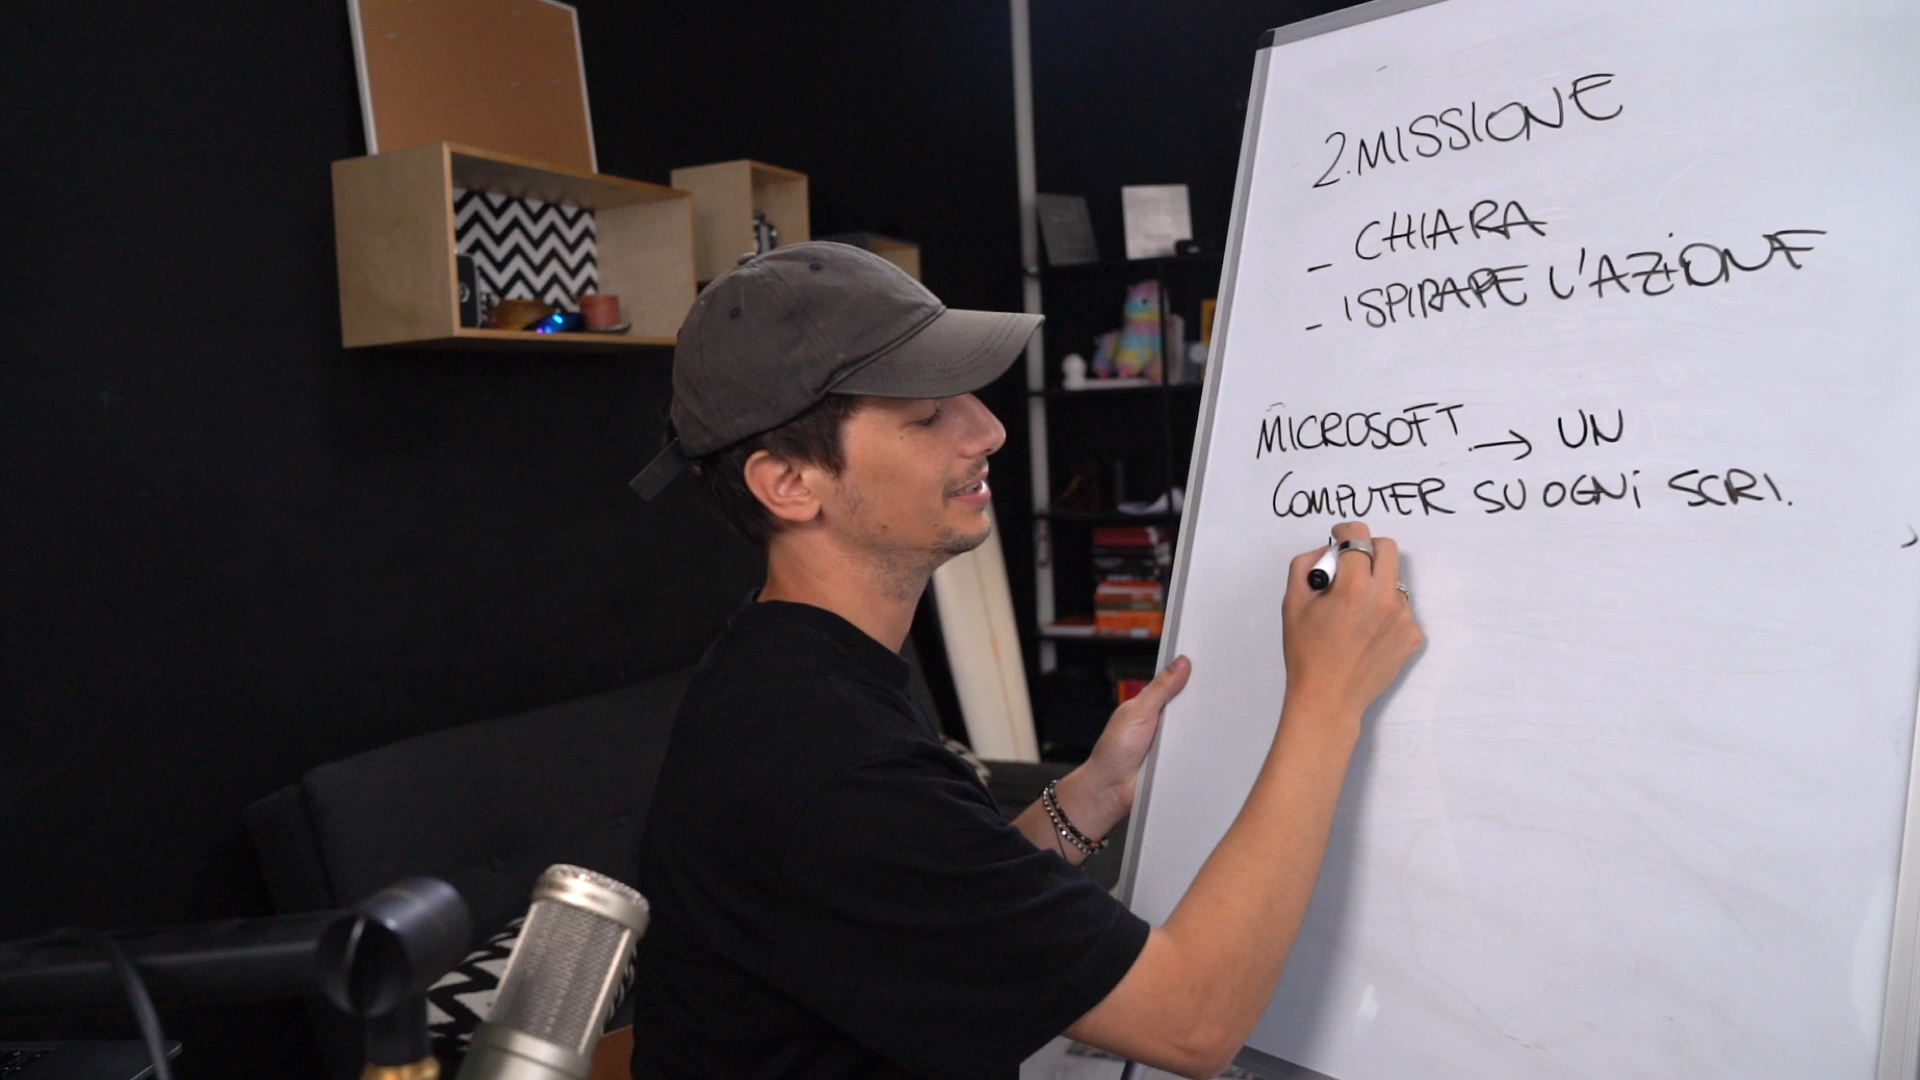 2. MISSIONE
- CHIARA
- ISPIRARE L'AZIONE
MICROSOFT → UN
COMPUTER SU OGNI SCRI.